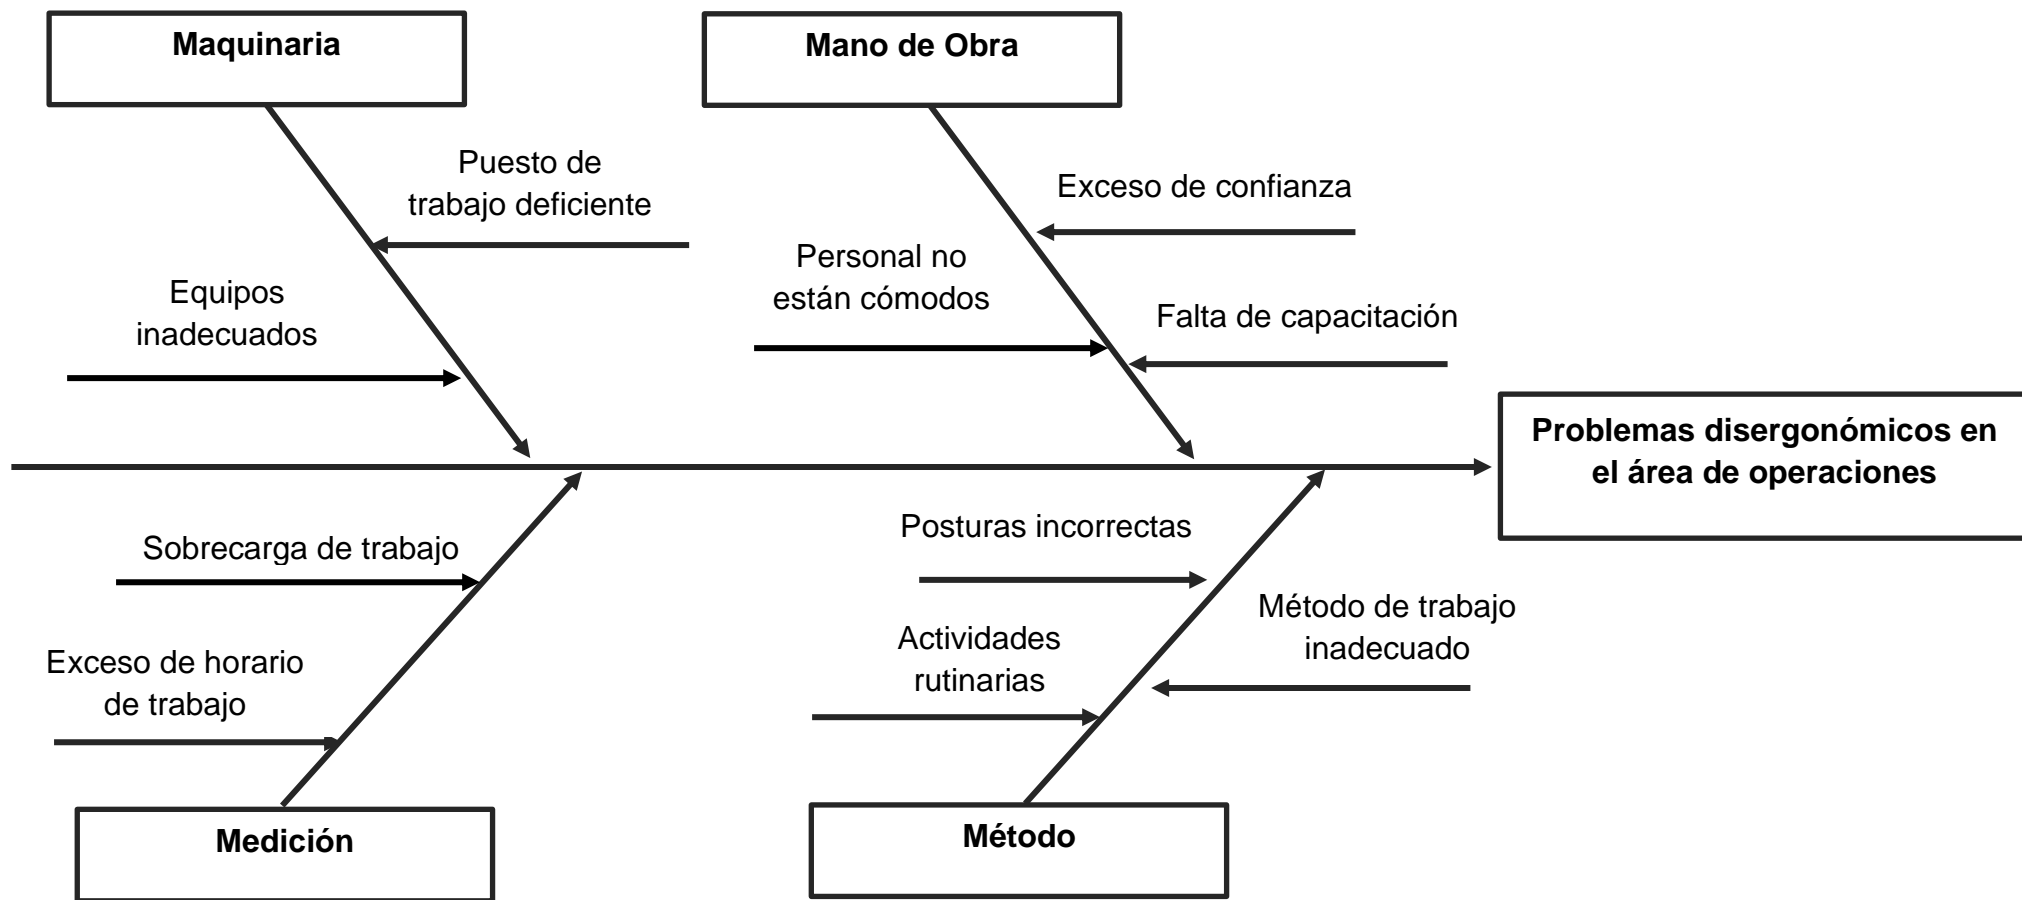 Maquinaria
Mano de Obra
Puesto de
trabajo deficiente
Exceso de confianza
Personal no
están cómodos
Equipos
inadecuados
Falta de capacitación
Problemas disergonómicos en
el área de operaciones
Sobrecarga de trabajo
Posturas incorrectas
Método de trabajo
inadecuado
Actividades
rutinarias
Exceso de horario
de trabajo
Medición
Método